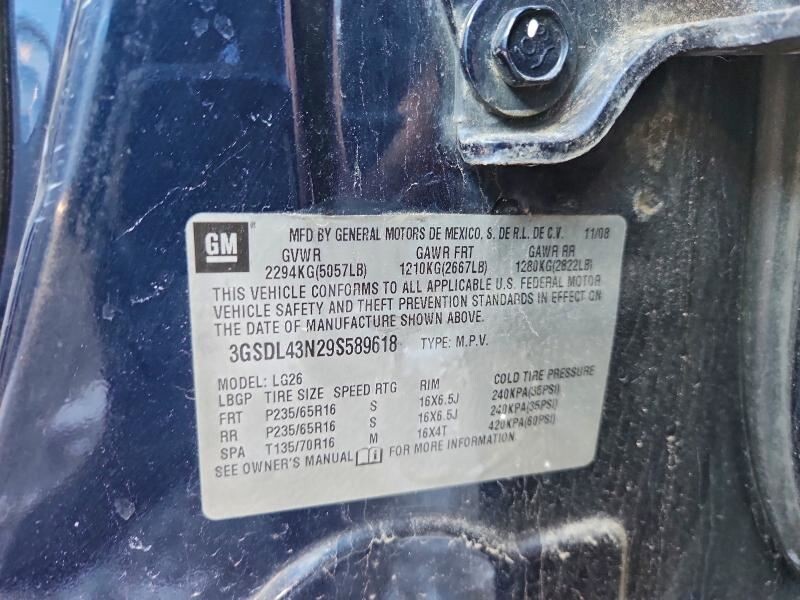 GM
MFD BY GENERAL MOTORS DE MEXICO, S. DE R.L. DE C.V. 11/08
GVWR GAWR FRT GAWR RR
2294KG(5057LB) 1210KG(2667LB) 1280KG(2822LB)
THIS VEHICLE CONFORMS TO ALL APPLICABLE U.S. FEDERAL MOTOR
VEHICLE SAFETY AND THEFT PREVENTION STANDARDS IN EFFECT ON
THE DATE OF MANUFACTURE SHOWN ABOVE.
3GSDL43N29S589618 TYPE: M.P.V.
MODEL: LG26
LBGP TIRE SIZE SPEED RTG RIM COLD TIRE PRESSURE
FRT P235/65R16 S 16X6.5J 240KPA(35PSI)
RR P235/65R16 S 16X6.5J 240KPA(35PSI)
SPA T135/70R16 M 16X4T 420KPA(60PSI)
SEE OWNER'S MANUAL FOR MORE INFORMATION